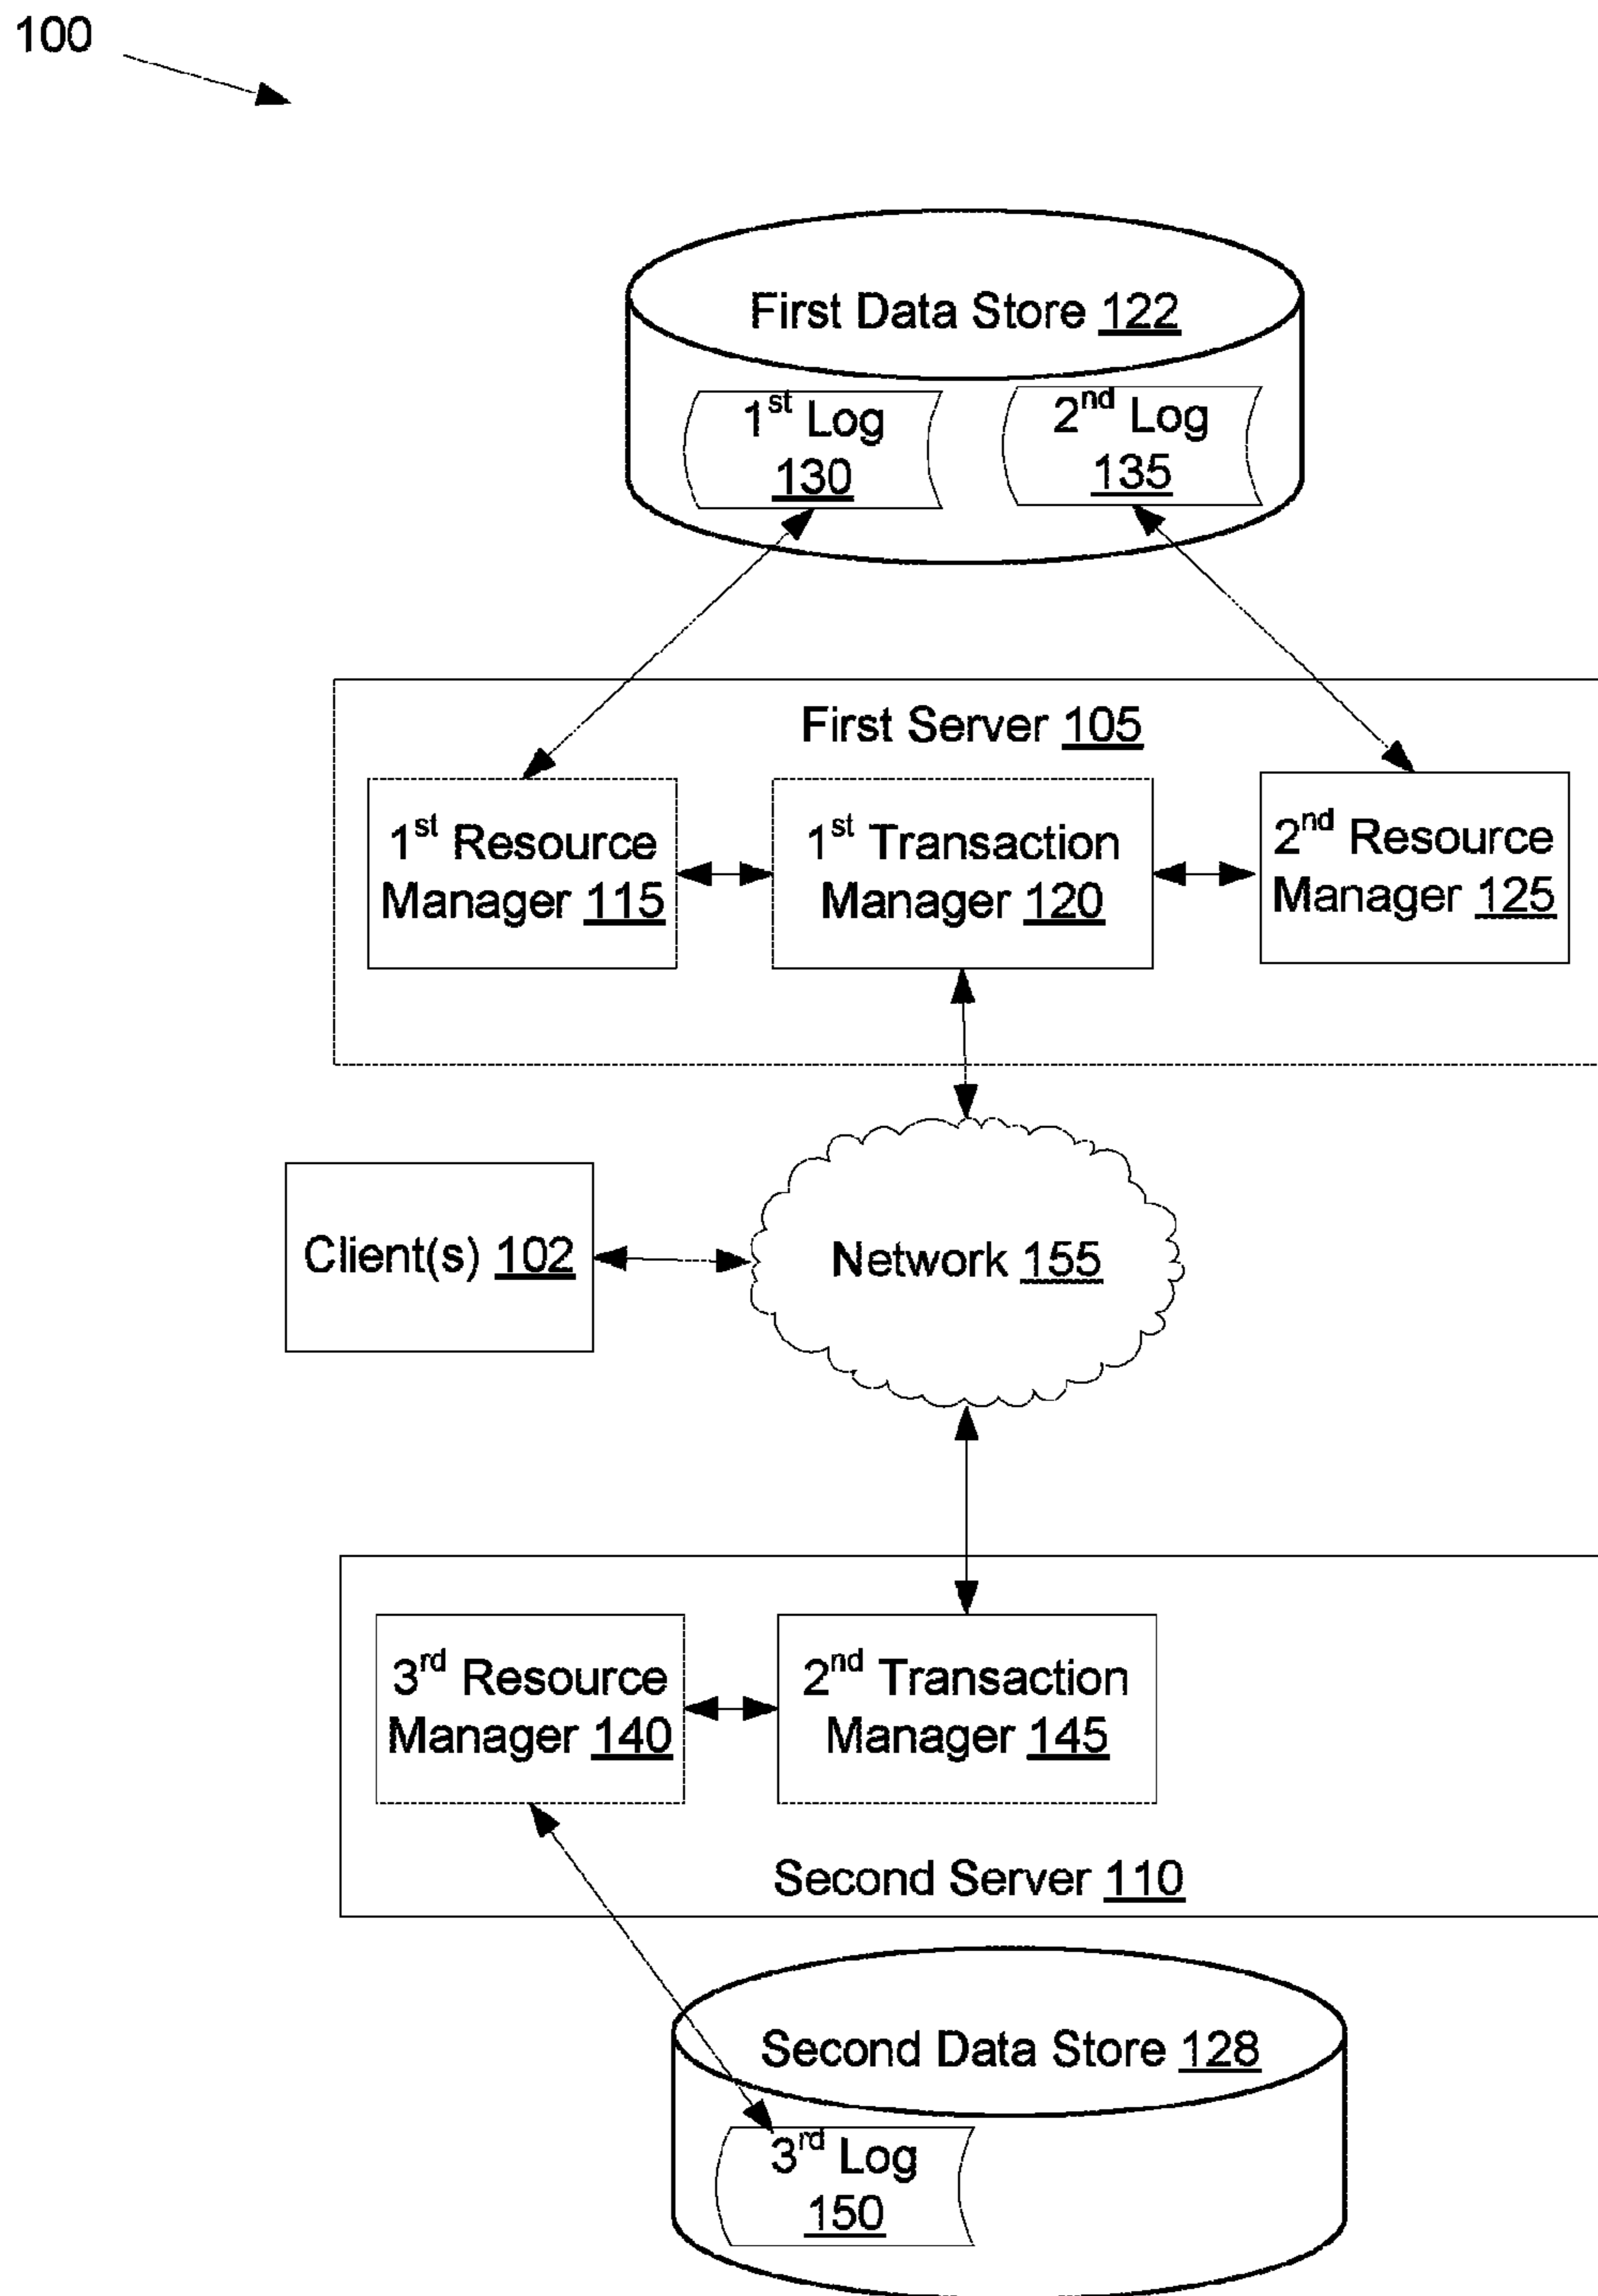 100
First Data Store 122
1st Log
130
2nd Log
135
First Server 105
1st Resource
Manager 115
1st Transaction
Manager 120
2nd Resource
Manager 125
Client(s) 102
Network 155
3rd Resource
Manager 140
2nd Transaction
Manager 145
Second Server 110
Second Data Store 128
3rd Log
150